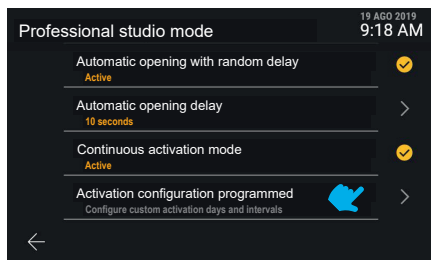 19 AGO 2019
Professional studio mode 9:18 AM
Automatic opening with random delay
Active
Automatic opening delay
10 seconds
Continuous activation mode
Active
Activation configuration programmed
Configure custom activation days and intervals